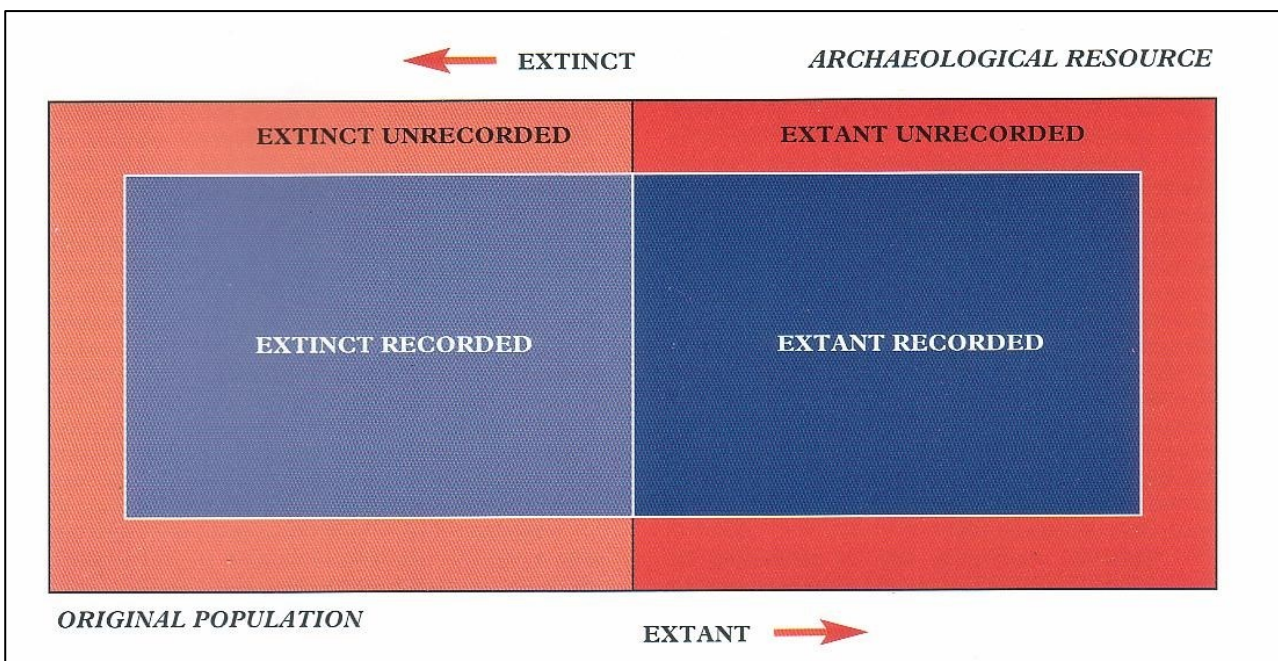 EXTINCT
ARCHAEOLOGICAL RESOURCE
EXTINCT UNRECORDED
EXTANT UNRECORDED
EXTINCT RECORDED
EXTANT RECORDED
ORIGINAL POPULATION
EXTANT